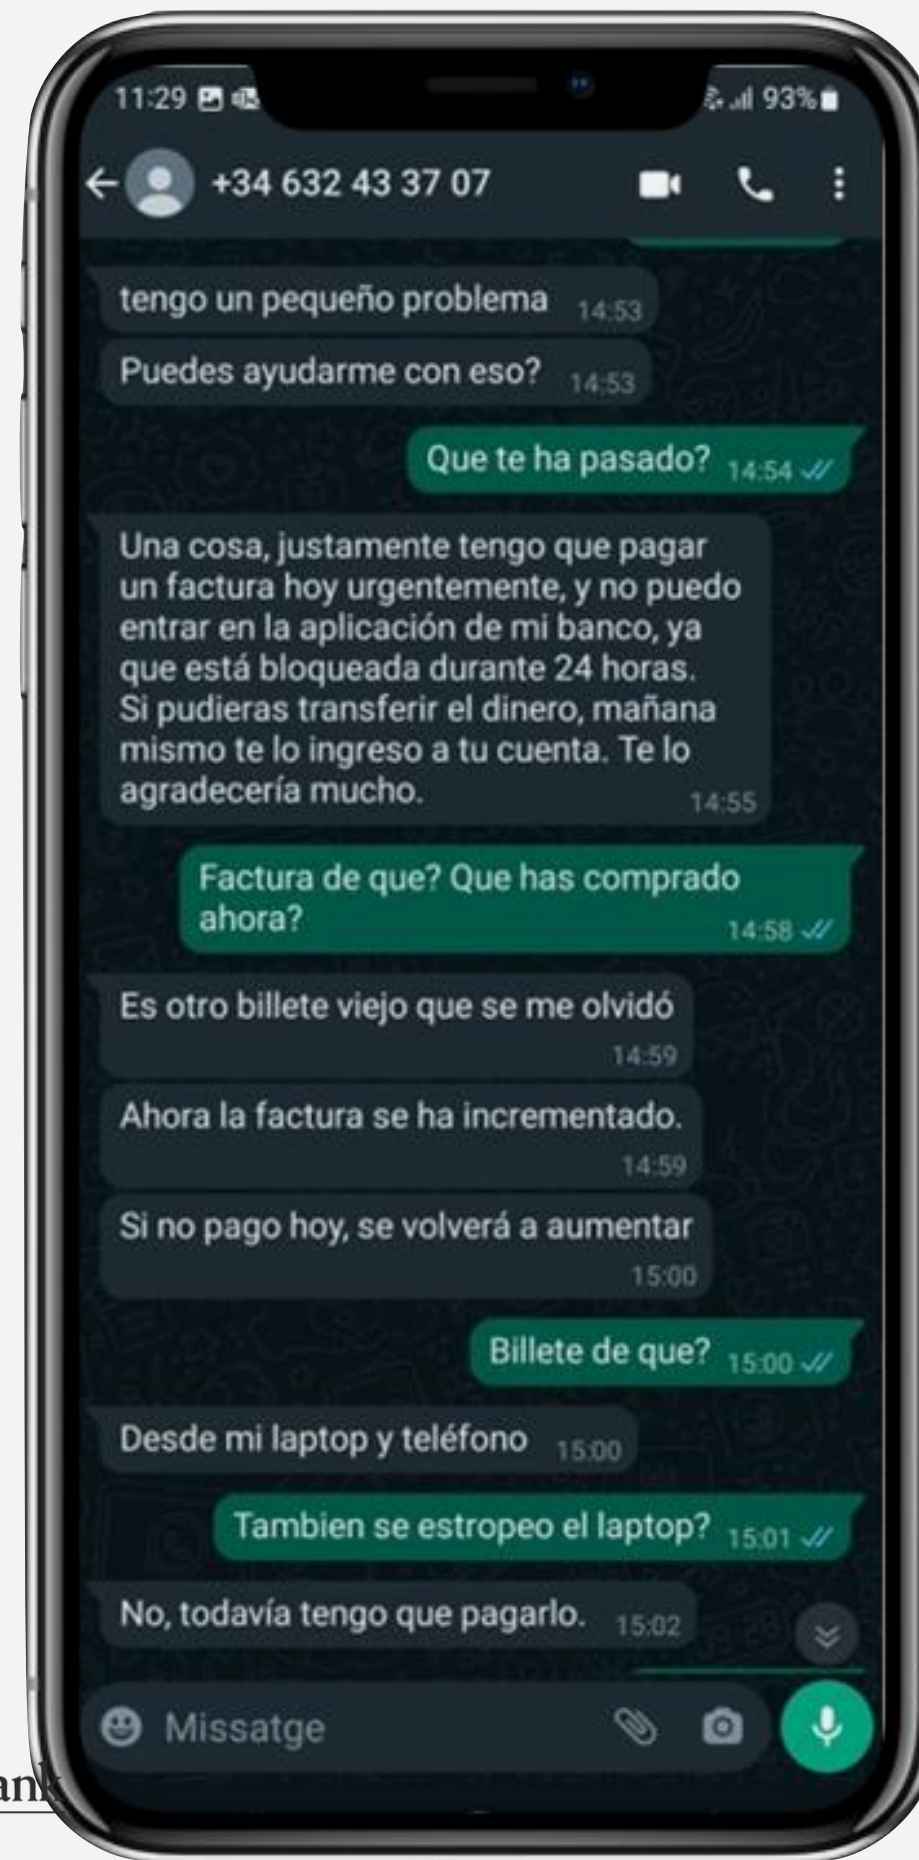 11:29
93%
+34 632 43 37 07
tengo un pequeño problema 14:53
Puedes ayudarme con eso? 14:53
Que te ha pasado? 14:54
Una cosa, justamente tengo que pagar
un factura hoy urgentemente, y no puedo
entrar en la aplicación de mi banco, ya
que está bloqueada durante 24 horas.
Si pudieras transferir el dinero, mañana
mismo te lo ingreso a tu cuenta. Te lo
agradecería mucho. 14:55
Factura de que? Que has comprado
ahora? 14:58
Es otro billete viejo que se me olvidó
14:59
Ahora la factura se ha incrementado.
14:59
Si no pago hoy, se volverá a aumentar
15:00
Billete de que? 15:00
Desde mi laptop y teléfono 15:00
Tambien se estropeo el laptop? 15:01
No, todavía tengo que pagarlo. 15:02
Missatge